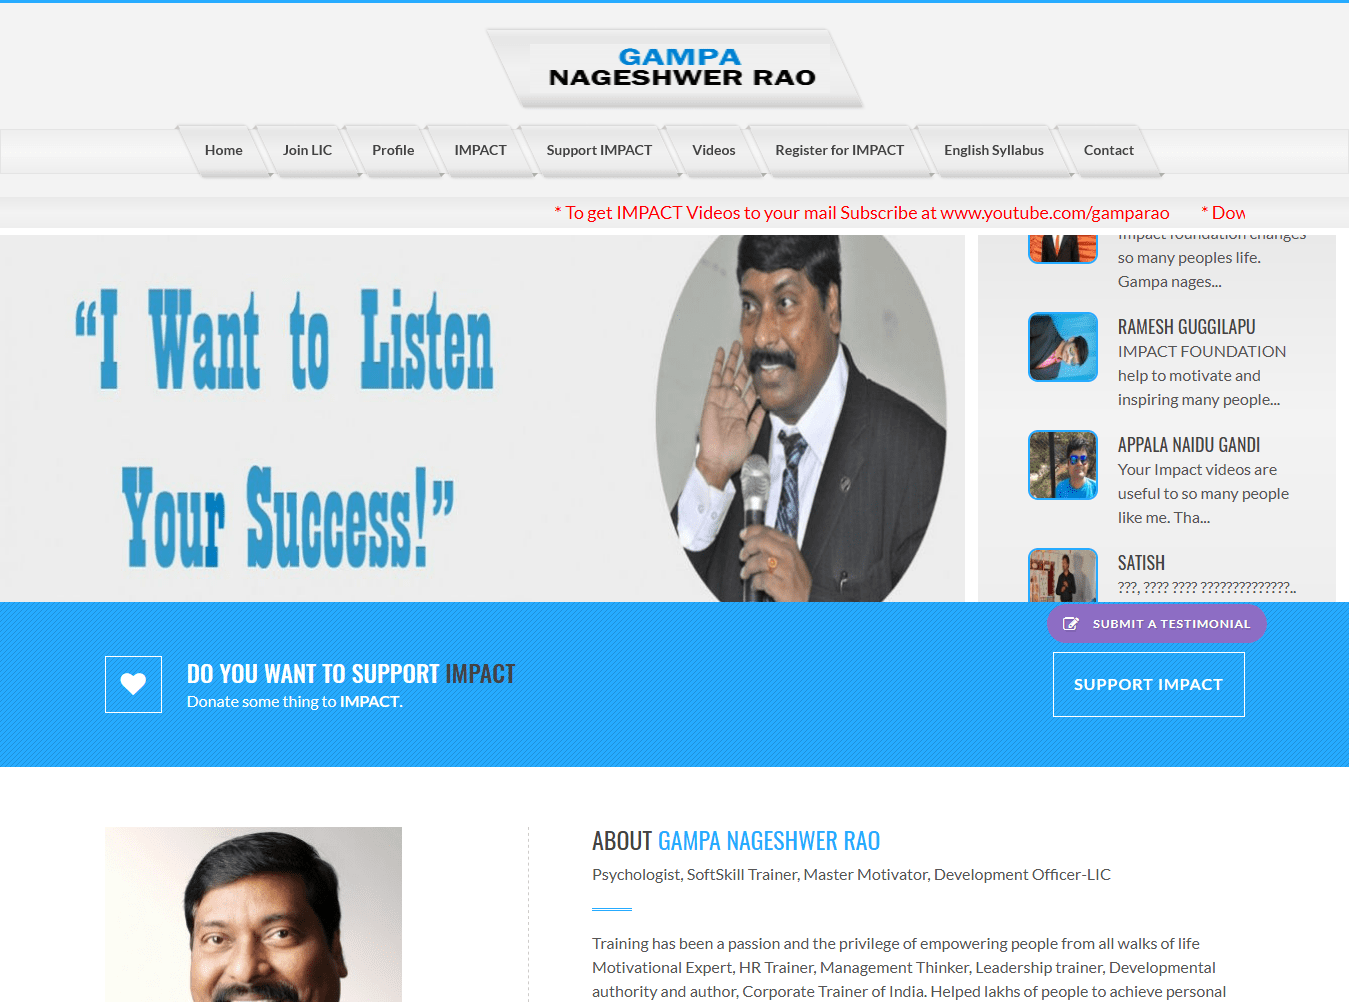 GAMPA
NAGESHWER RAO
Home
Join LIC
Profile
IMPACT
Support IMPACT
Videos
Register for IMPACT
English Syllabus
Contact
* To get IMPACT Videos to your mail Subscribe at www.youtube.com/gamparao * Dow
“I Want to Listen
Your Success!”
Impact foundation changes
so many peoples life.
Gampa nages...
RAMESH GUGGILAPU
IMPACT FOUNDATION
help to motivate and
inspiring many people...
APPALA NAIDU GANDI
Your Impact videos are
useful to so many people
like me. Tha...
SATISH
???, ???? ???? ??????????????..
SUBMIT A TESTIMONIAL
DO YOU WANT TO SUPPORT IMPACT
Donate some thing to IMPACT.
SUPPORT IMPACT
ABOUT GAMPA NAGESHWER RAO
Psychologist, SoftSkill Trainer, Master Motivator, Development Officer-LIC
Training has been a passion and the privilege of empowering people from all walks of life
Motivational Expert, HR Trainer, Management Thinker, Leadership trainer, Developmental
authority and author, Corporate Trainer of India. Helped lakhs of people to achieve personal